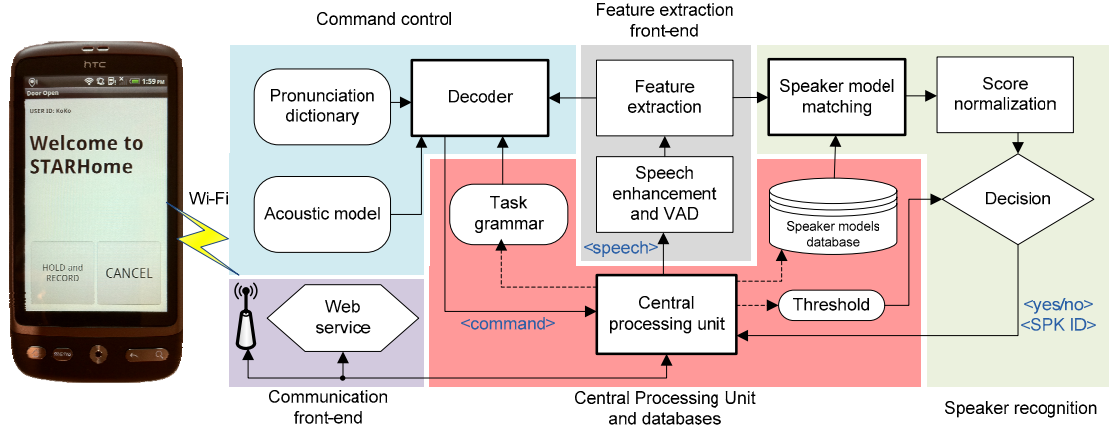 Command control
Feature extraction
front-end
hTC
1:59 PM
Door Open
USER ID: KoKo
Welcome to
STARHome
HOLD and
RECORD
CANCEL
MENU
Wi-Fi
Pronunciation
dictionary
Decoder
Acoustic model
Task
grammar
Feature
extraction
Speech
enhancement
and VAD
<speech>
Speaker model
matching
Score
normalization
Speaker models
database
Decision
Web
service
<command>
Central
processing unit
Threshold
<yes/no>
<SPK ID>
Communication
front-end
Central Processing Unit
and databases
Speaker recognition